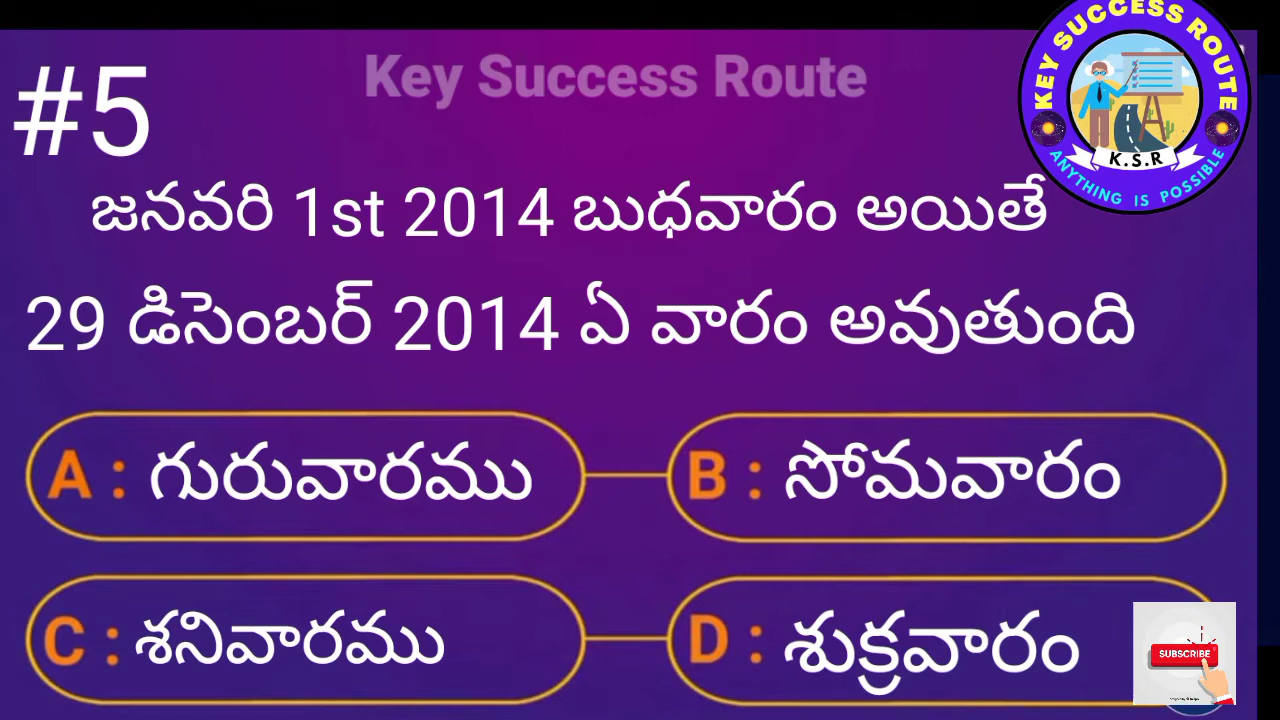 KEY SUCCESS ROUTE
Key Success Route
#5
K.S.R
ANYTHING IS POSSIBLE
జనవరి 1st 2014 బుధవారం అయితే
29 డిసెంబర్ 2014 ఏ వారం అవుతుంది
A : గురువారము
B : సోమవారం
C : శనివారము
D : శుక్రవారం
SUBSCRIBE